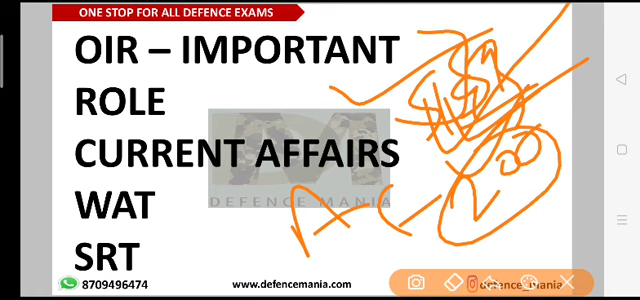 ONE STOP FOR ALL DEFENCE EXAMS
OIR – IMPORTANT
ROLE
CURRENT AFFAIRS
WAT
DEFENCE MANIA
SRT
8709496474
www.defencemania.com
defence_mania